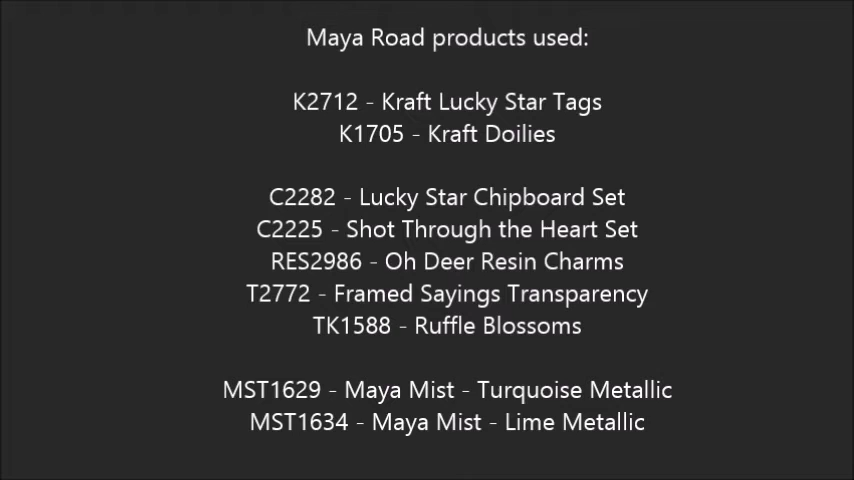 Maya Road products used:
K2712 - Kraft Lucky Star Tags
K1705 - Kraft Doilies
C2282 - Lucky Star Chipboard Set
C2225 - Shot Through the Heart Set
RES2986 - Oh Deer Resin Charms
T2772 - Framed Sayings Transparency
TK1588 - Ruffle Blossoms
MST1629 - Maya Mist - Turquoise Metallic
MST1634 - Maya Mist - Lime Metallic